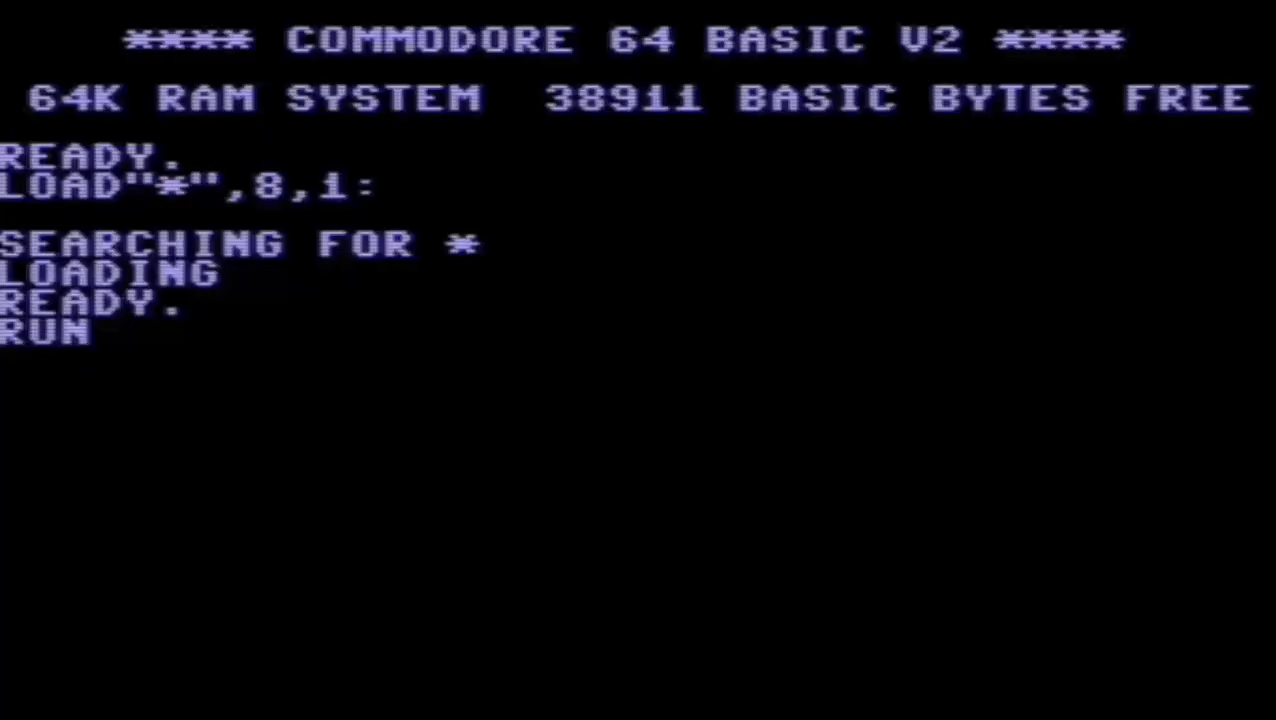 **** COMMODORE 64 BASIC V2 ****
64K RAM SYSTEM  38911 BASIC BYTES FREE
READY.
LOAD"*",8,1:
SEARCHING FOR *
LOADING
READY.
RUN